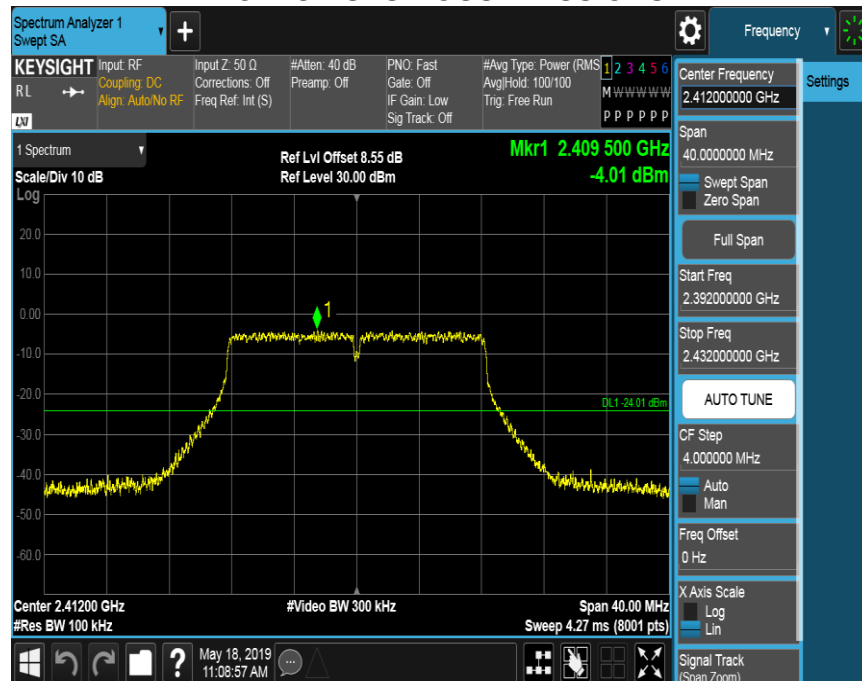 Spectrum Analyzer 1
Swept SA
+
Frequency
KEYSIGHT
RL
LXI
Input: RF
Coupling: DC
Align: Auto/No RF
Input Z: 50 Ω
Corrections: Off
Freq Ref: Int (S)
#Atten: 40 dB
Preamp: Off
PNO: Fast
Gate: Off
IF Gain: Low
Sig Track: Off
#Avg Type: Power (RMS
Avg|Hold: 100/100
Trig: Free Run
1 2 3 4 5 6
M W W W W W
P P P P P P
Center Frequency
2.412000000 GHz
Settings
Span
40.0000000 MHz
Swept Span
Zero Span
Full Span
Start Freq
2.392000000 GHz
Stop Freq
2.432000000 GHz
AUTO TUNE
CF Step
4.000000 MHz
Auto
Man
Freq Offset
0 Hz
X Axis Scale
Log
Lin
Signal Track
(Span Zoom)
1 Spectrum
Scale/Div 10 dB
Log
Ref Lvl Offset 8.55 dB
Ref Level 30.00 dBm
Mkr1 2.409 500 GHz
-4.01 dBm
20.0
10.0
0.00
-10.0
-20.0
-30.0
-40.0
-50.0
-60.0
1
DL1 -24.01 dBm
Center 2.41200 GHz
#Res BW 100 kHz
#Video BW 300 kHz
Span 40.00 MHz
Sweep 4.27 ms (8001 pts)
?
May 18, 2019
11:08:57 AM